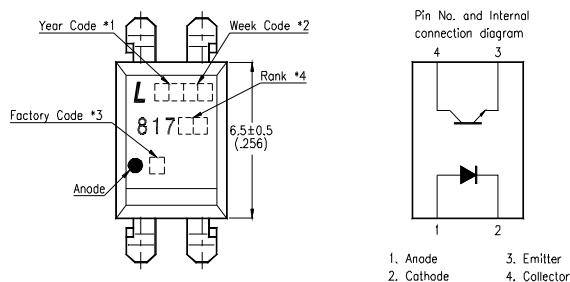 Year Code *1
Week Code *2
L
Rank *4
817
Factory Code *3
6.5±0.5
(.256)
Anode
Pin No. and Internal
connection diagram
4 3
1 2
1. Anode 3. Emitter
2. Cathode 4. Collector